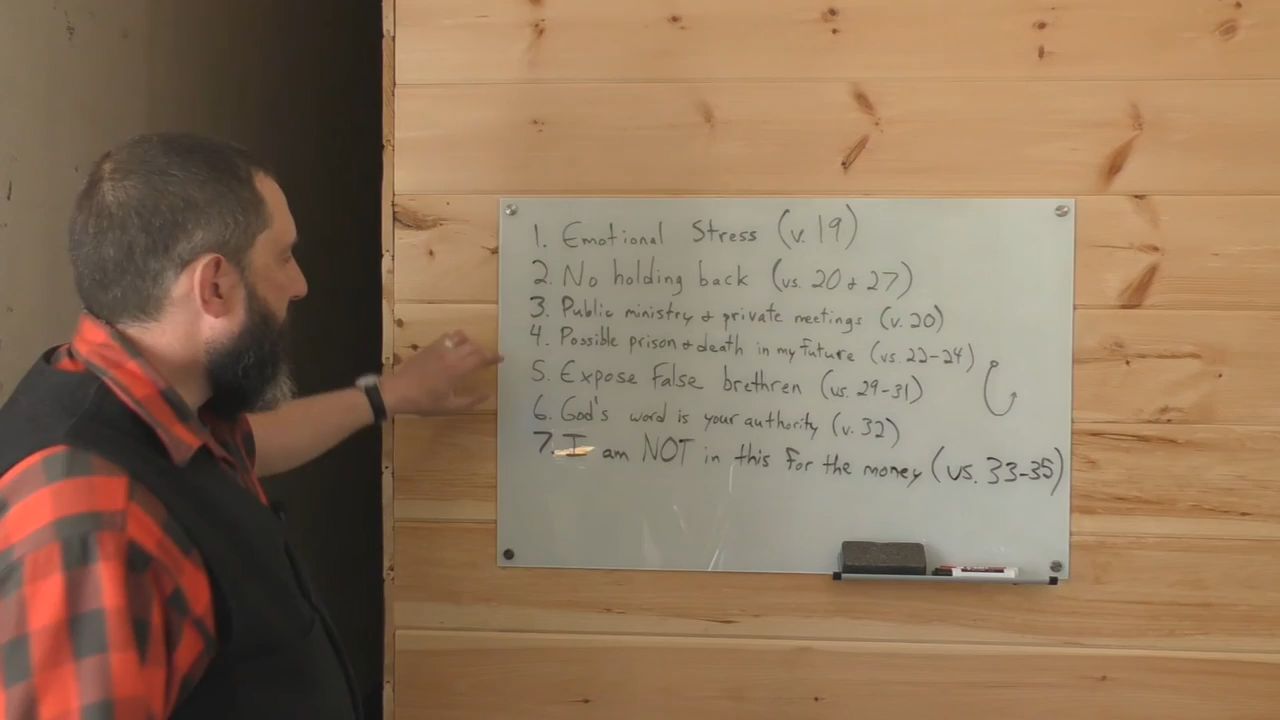 1. Emotional Stress (v. 19)
2. No holding back (vs. 20 & 27)
3. Public ministry & private meetings (v. 20)
4. Possible prison & death in my future (vs. 22-24)
5. Expose false brethren (vs. 29-31)
6. God's word is your authority (v. 32)
7. I am NOT in this for the money (vs. 33-35)